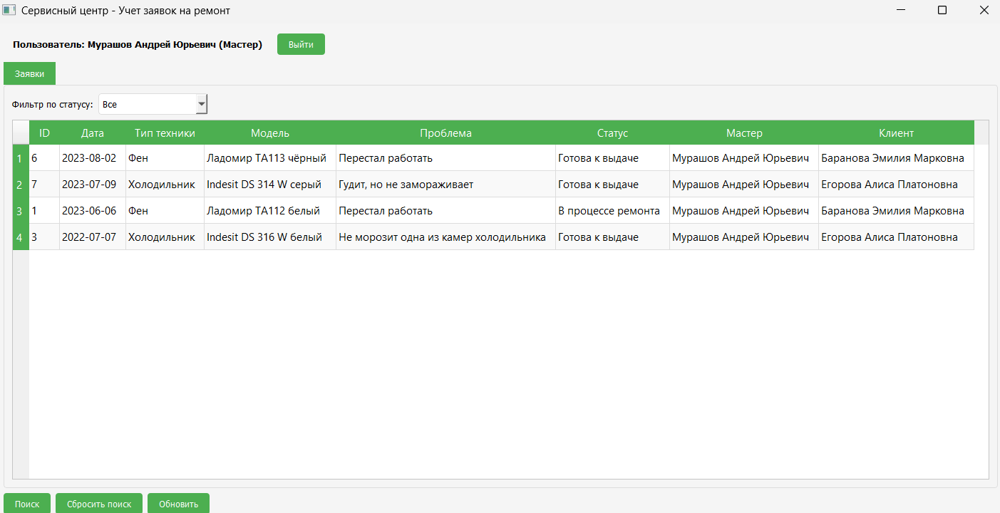 Сервисный центр - Учет заявок на ремонт
Пользователь: Мурашов Андрей Юрьевич (Мастер) Выйти
Заявки
Фильтр по статусу: Все
ID Дата Тип техники Модель Проблема Статус Мастер Клиент
1 6 2023-08-02 Фен Ладомир ТА113 чёрный Перестал работать Готова к выдаче Мурашов Андрей Юрьевич Баранова Эмилия Марковна
2 7 2023-07-09 Холодильник Indesit DS 314 W серый Гудит, но не замораживает Готова к выдаче Мурашов Андрей Юрьевич Егорова Алиса Платоновна
3 1 2023-06-06 Фен Ладомир ТА112 белый Перестал работать В процессе ремонта Мурашов Андрей Юрьевич Баранова Эмилия Марковна
4 3 2022-07-07 Холодильник Indesit DS 316 W белый Не морозит одна из камер холодильника Готова к выдаче Мурашов Андрей Юрьевич Егорова Алиса Платоновна
Поиск Сбросить поиск Обновить